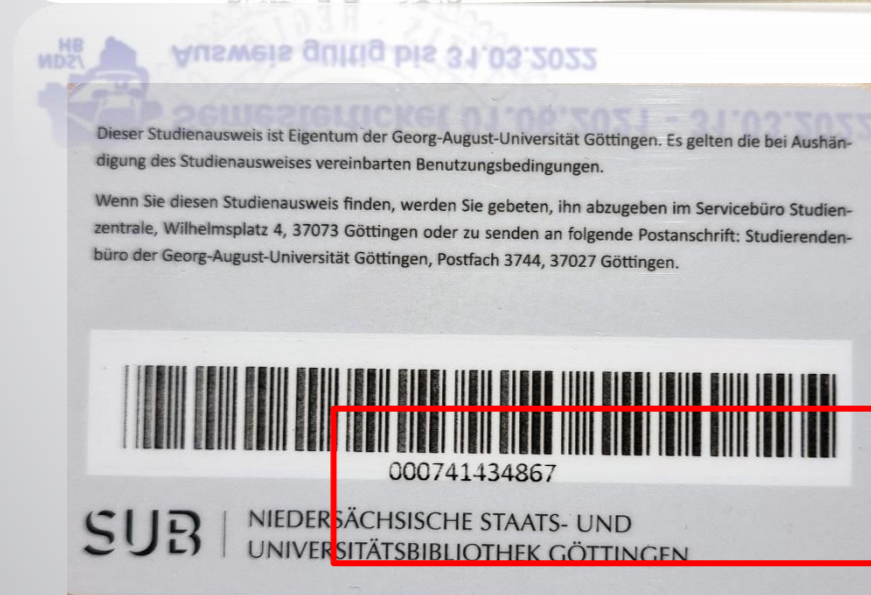 Ausweis gültig bis 31.03.2022
Semesterticket 01.06.2021 - 31.03.2022
Dieser Studienausweis ist Eigentum der Georg-August-Universität Göttingen. Es gelten die bei Aushän-
digung des Studienausweises vereinbarten Benutzungsbedingungen.
Wenn Sie diesen Studienausweis finden, werden Sie gebeten, ihn abzugeben im Servicebüro Studien-
zentrale, Wilhelmsplatz 4, 37073 Göttingen oder zu senden an folgende Postanschrift: Studierenden-
büro der Georg-August-Universität Göttingen, Postfach 3744, 37027 Göttingen.
000741434867
SUB | NIEDERSÄCHSISCHE STAATS- UND
UNIVERSITÄTSBIBLIOTHEK GÖTTINGEN